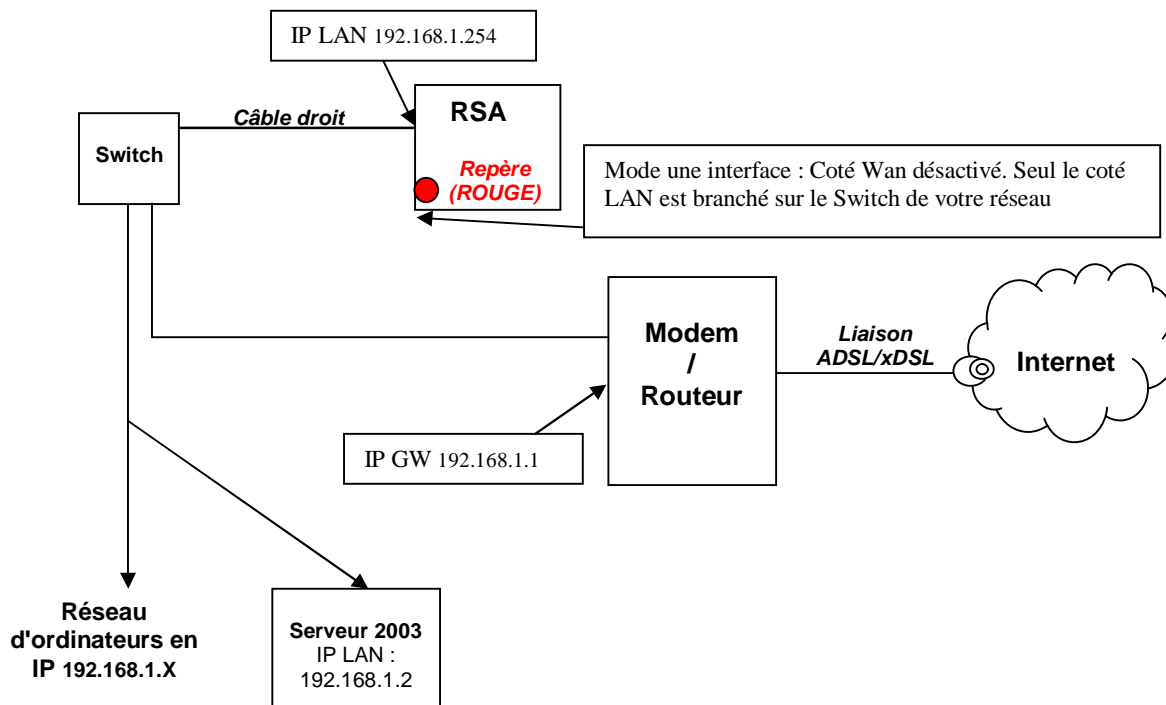 IP LAN 192.168.1.254
Câble droit
Switch
RSA
Repère
(ROUGE)
Mode une interface : Coté Wan désactivé. Seul le coté
LAN est branché sur le Switch de votre réseau
Modem
/
Routeur
Liaison
ADSL/xDSL
Internet
IP GW 192.168.1.1
Réseau
d'ordinateurs en
IP 192.168.1.X
Serveur 2003
IP LAN :
192.168.1.2